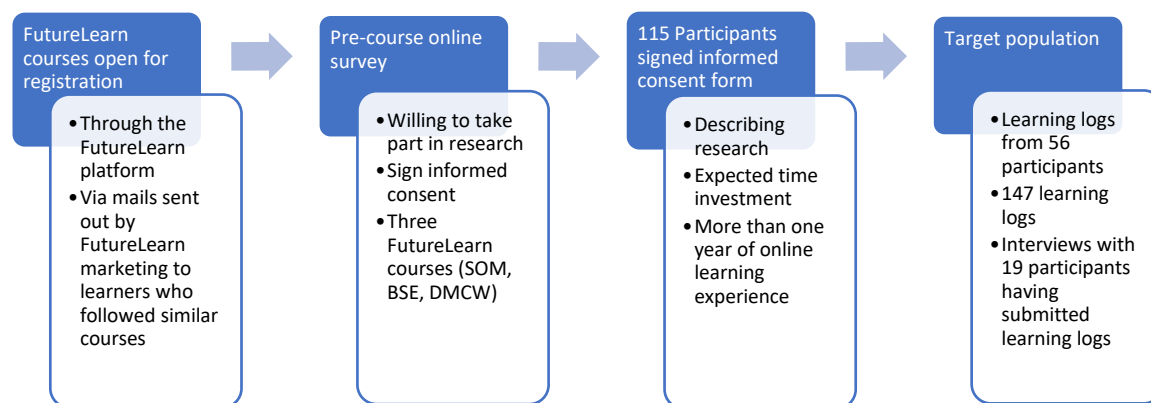 FutureLearn
courses open for
registration
•Through the
FutureLearn
platform
•Via mails sent
out by
FutureLearn
marketing to
learners who
followed similar
courses
Pre-course online
survey
•Willing to take
part in research
•Sign informed
consent
•Three
FutureLearn
courses (SOM,
BSE, DMCW)
115 Participants
signed informed
consent form
•Describing
research
•Expected time
investment
•More than one
year of online
learning
experience
Target population
•Learning logs
from 56
participants
•147 learning
logs
•Interviews with
19 participants
having
submitted
learning logs